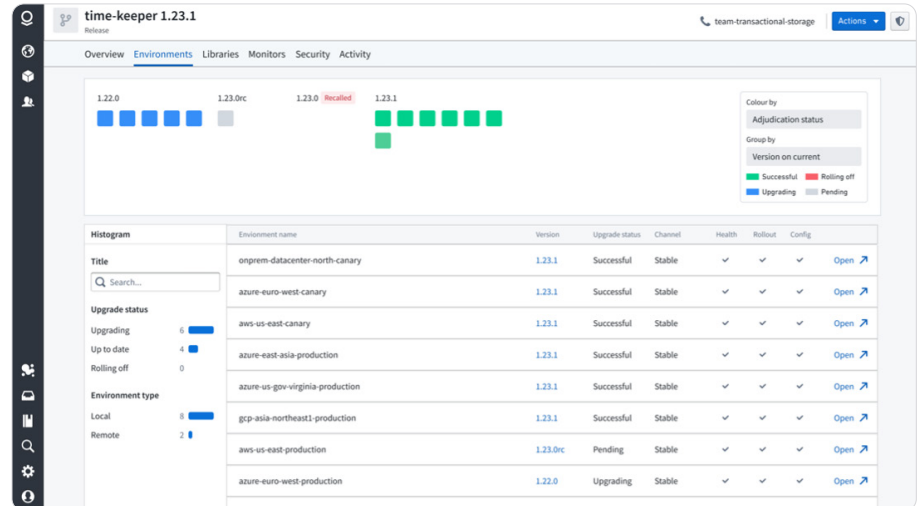 time-keeper 1.23.1
Release
team-transactional-storage
Actions
Overview Environments Libraries Monitors Security Activity
1.22.0 1.23.0rc 1.23.0 Recalled 1.23.1
Colour by
Adjudication status
Group by
Version on current
Successful Rolling off
Upgrading Pending
Histogram
Title
Search...
Upgrade status
Upgrading 6
Up to date 4
Rolling off 0
Environment type
Local 8
Remote 2
Envionment name Version Upgrade status Channel Health Rollout Config
onprem-datacenter-north-canary 1.23.1 Successful Stable Open
azure-euro-west-canary 1.23.1 Successful Stable Open
aws-us-east-canary 1.23.1 Successful Stable Open
azure-east-asia-production 1.23.1 Successful Stable Open
azure-us-gov-virginia-production 1.23.1 Successful Stable Open
gcp-asia-northeast1-production 1.23.1 Successful Stable Open
aws-us-east-production 1.23.0rc Pending Stable Open
azure-euro-west-production 1.22.0 Upgrading Stable Open